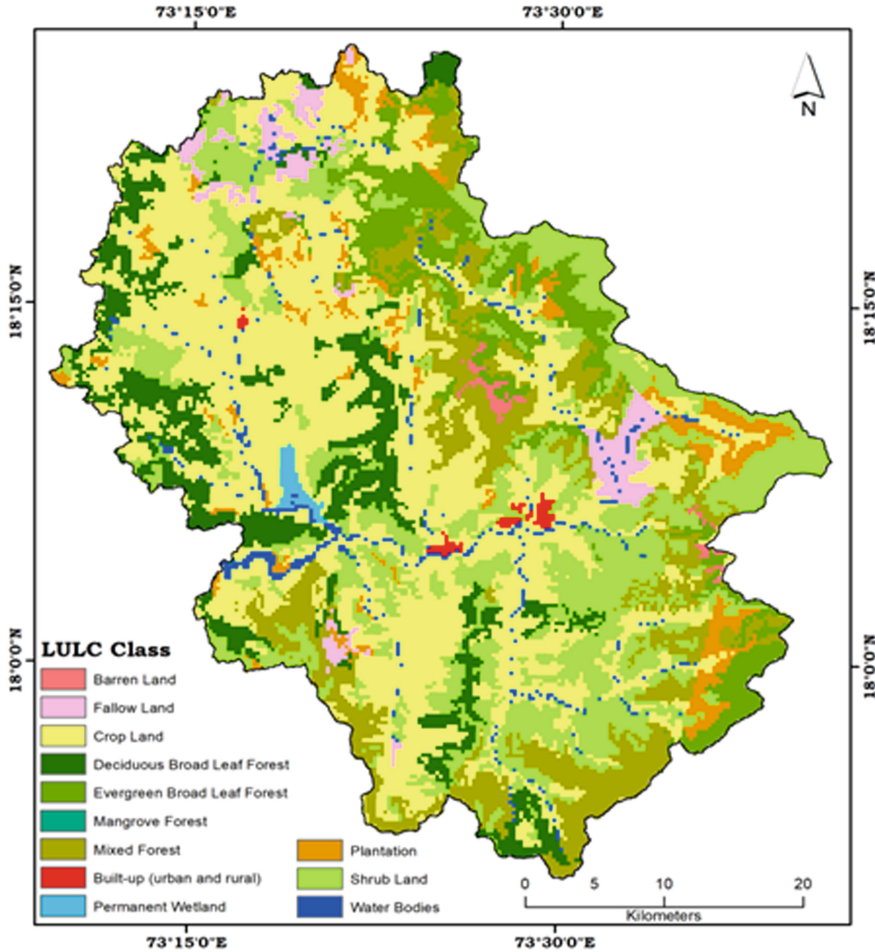 73°15'0"E 73°30'0"E
N
18°15'0"N 18°15'0"N
18°0'0"N 18°0'0"N
LULC Class
Barren Land
Fallow Land
Crop Land
Deciduous Broad Leaf Forest
Evergreen Broad Leaf Forest
Mangrove Forest
Mixed Forest
Built-up (urban and rural)
Permanent Wetland
Plantation
Shrub Land
Water Bodies
0 5 10 20
Kilometers
73°15'0"E 73°30'0"E